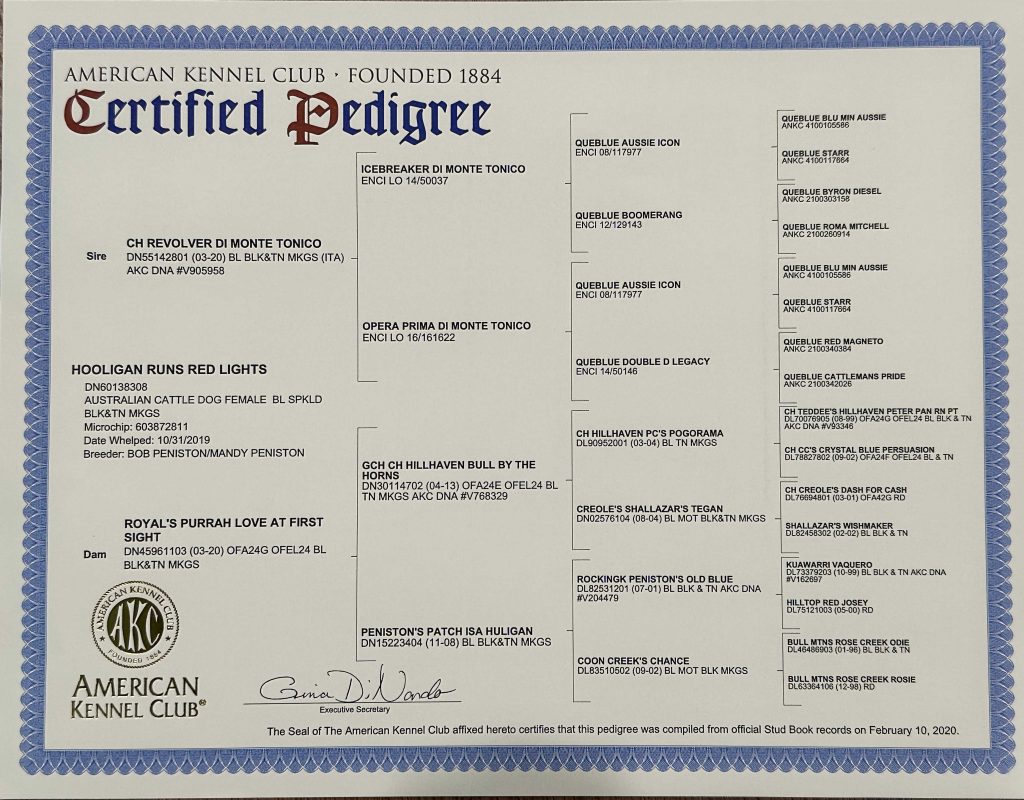 AMERICAN KENNEL CLUB · FOUNDED 1884
Certified Pedigree
Sire
CH REVOLVER DI MONTE TONICO
DN55142801 (03-20) BL BLK&TN MKGS (ITA)
AKC DNA #V905958
HOOLIGAN RUNS RED LIGHTS
DN60138308
AUSTRALIAN CATTLE DOG FEMALE BL SPKLD
BLK&TN MKGS
Microchip: 603872811
Date Whelped: 10/31/2019
Breeder: BOB PENISTON/MANDY PENISTON
Dam
ROYAL'S PURRAH LOVE AT FIRST
SIGHT
DN45961103 (03-20) OFA24G OFEL24 BL
BLK&TN MKGS
ICEBREAKER DI MONTE TONICO
ENCI LO 14/50037
OPERA PRIMA DI MONTE TONICO
ENCI LO 16/161622
GCH CH HILLHAVEN BULL BY THE
HORNS
DN30114702 (04-13) OFA24E OFEL24 BL
TN MKGS AKC DNA #V768329
PENISTON'S PATCH ISA HULIGAN
DN15223404 (11-08) BL BLK&TN MKGS
QUEBLUE AUSSIE ICON
ENCI 08/117977
QUEBLUE BOOMERANG
ENCI 12/129143
QUEBLUE AUSSIE ICON
ENCI 08/117977
QUEBLUE DOUBLE D LEGACY
ENCI 14/50146
CH HILLHAVEN PC'S POGORAMA
DL90952001 (03-04) BL TN MKGS
CREOLE'S SHALLAZAR'S TEGAN
DN02576104 (08-04) BL MOT BLK&TN MKGS
ROCKINGK PENISTON'S OLD BLUE
DL82531201 (07-01) BL BLK & TN AKC DNA
#V204479
COON CREEK'S CHANCE
DL83510502 (09-02) BL MOT BLK MKGS
QUEBLUE BLU MIN AUSSIE
ANKC 4100105586
QUEBLUE STARR
ANKC 4100117664
QUEBLUE BYRON DIESEL
ANKC 2100303158
QUEBLUE ROMA MITCHELL
ANKC 2100260914
QUEBLUE BLU MIN AUSSIE
ANKC 4100105586
QUEBLUE STARR
ANKC 4100117664
QUEBLUE RED MAGNETO
ANKC 2100340384
QUEBLUE CATTLEMANS PRIDE
ANKC 2100342026
CH TEDDEE'S HILLHAVEN PETER PAN RN PT
DL70076905 (08-99) OFA24G OFEL24 BL BLK & TN
AKC DNA #V93346
CH CC'S CRYSTAL BLUE PERSUASION
DL78827802 (09-02) OFA24F OFEL24 BL & TN
CH CREOLE'S DASH FOR CASH
DL76694801 (03-01) OFA42G RD
SHALLAZAR'S WISHMAKER
DL82458302 (02-02) BL BLK & TN
KUAWARRI VAQUERO
DL73379203 (10-99) BL BLK & TN AKC DNA
#V162697
HILLTOP RED JOSEY
DL75121003 (05-00) RD
BULL MTNS ROSE CREEK ODIE
DL46486903 (01-96) BL BLK & TN
BULL MTNS ROSE CREEK ROSIE
DL63364106 (12-98) RD
AMERICAN KENNEL CLUB
AKC
FOUNDED 1884
AMERICAN
KENNEL CLUB®
Gina DiNardo
Executive Secretary
The Seal of The American Kennel Club affixed hereto certifies that this pedigree was compiled from official Stud Book records on February 10, 2020.